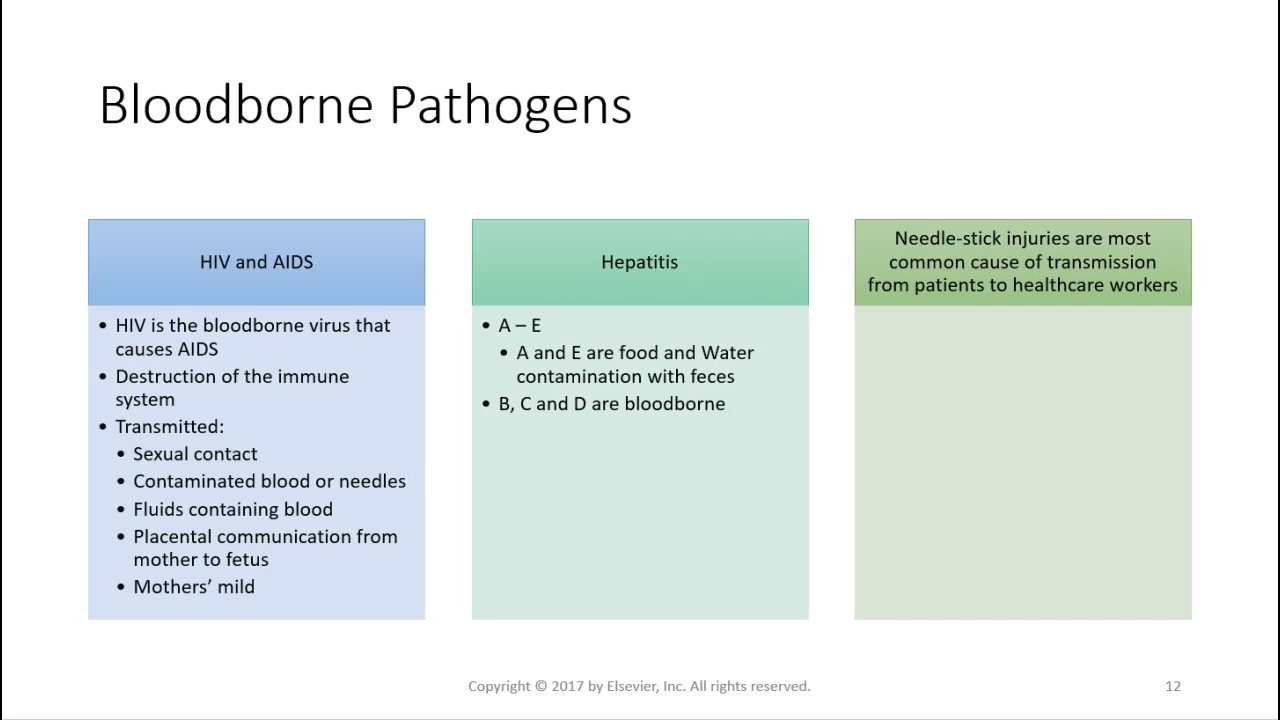 Bloodborne Pathogens
HIV and AIDS
• HIV is the bloodborne virus that
causes AIDS
• Destruction of the immune
system
• Transmitted:
• Sexual contact
• Contaminated blood or needles
• Fluids containing blood
• Placental communication from
mother to fetus
• Mothers’ mild
Hepatitis
• A – E
• A and E are food and Water
contamination with feces
• B, C and D are bloodborne
Needle-stick injuries are most
common cause of transmission
from patients to healthcare workers
Copyright © 2017 by Elsevier, Inc. All rights reserved.
12